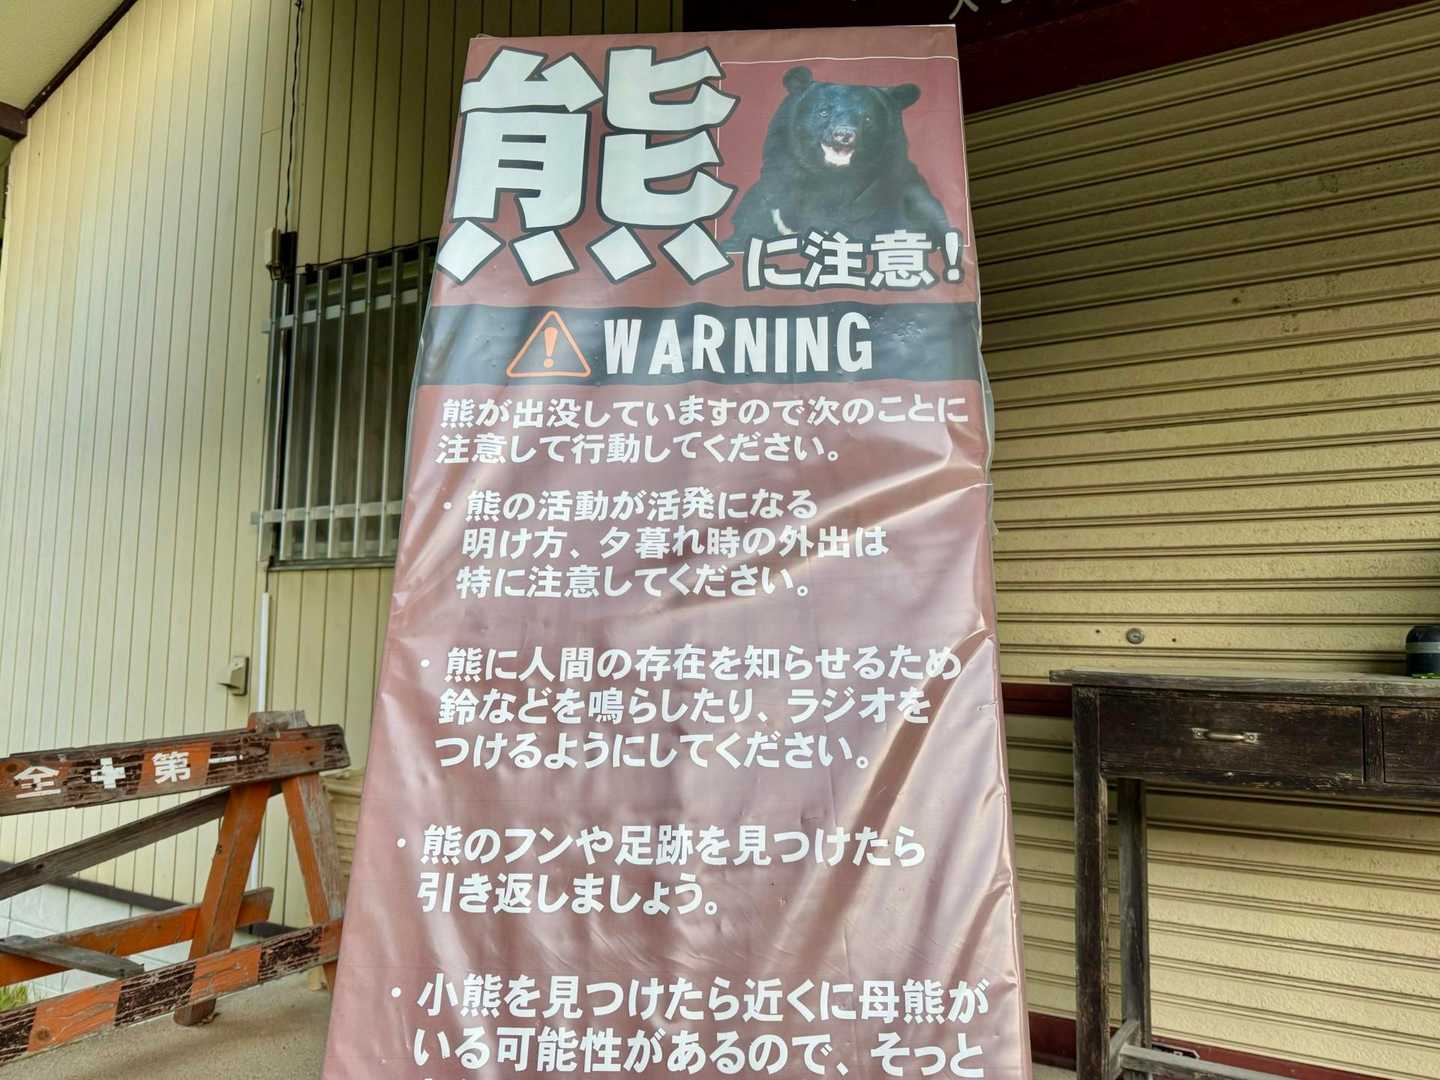 熊
に注意!
WARNING
熊が出没していますので次のことに
注意して行動してください。
・熊の活動が活発になる
明け方、夕暮れ時の外出は
特に注意してください。
・熊に人間の存在を知らせるため
鈴などを鳴らしたり、ラジオを
つけるようにしてください。
・熊のフンや足跡を見つけたら
引き返しましょう。
・小熊を見つけたら近くに母熊が
いる可能性があるので、そっと
全十第